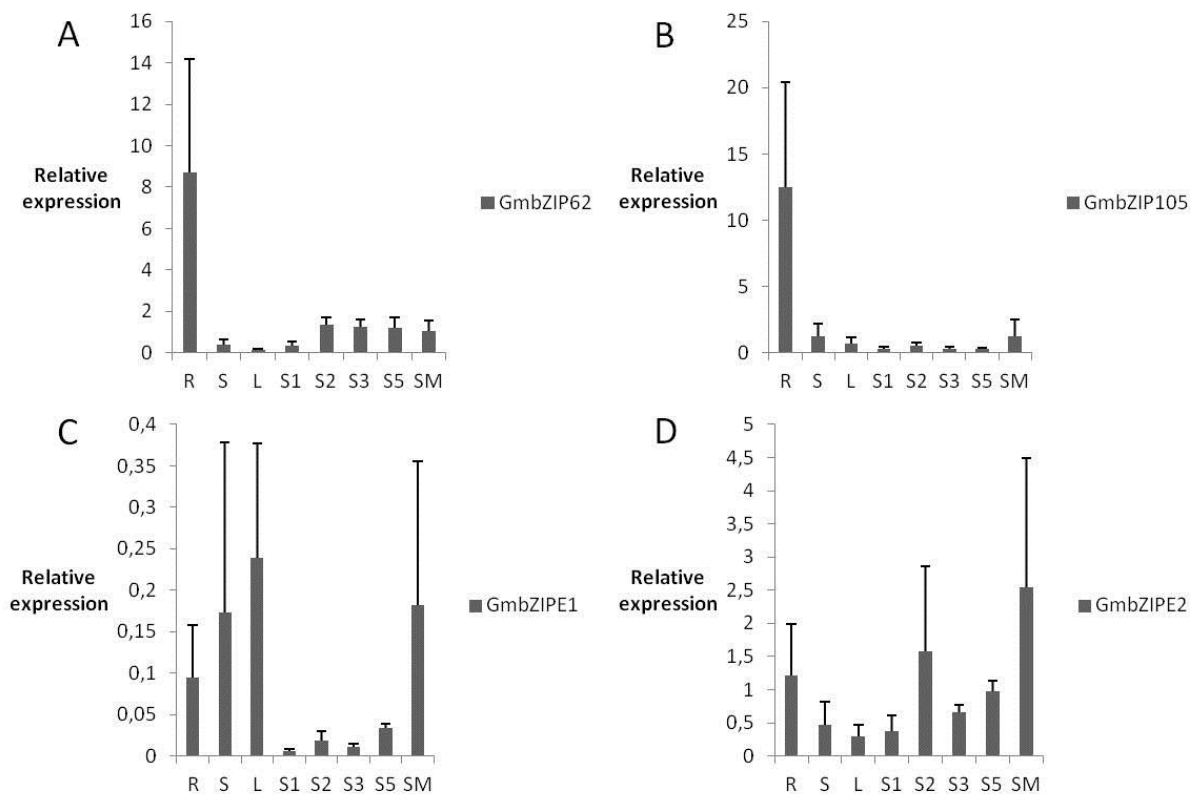 A
16
14
12
10
8
6
4
2
0
Relative
expression
R S L S1 S2 S3 S5 SM
GmbZIP62
B
25
20
15
10
5
0
Relative
expression
R S L S1 S2 S3 S5 SM
GmbZIP105
C
0,4
0,35
0,3
0,25
0,2
0,15
0,1
0,05
0
Relative
expression
R S L S1 S2 S3 S5 SM
GmbZIPE1
D
5
4,5
4
3,5
3
2,5
2
1,5
1
0,5
0
Relative
expression
R S L S1 S2 S3 S5 SM
GmbZIPE2